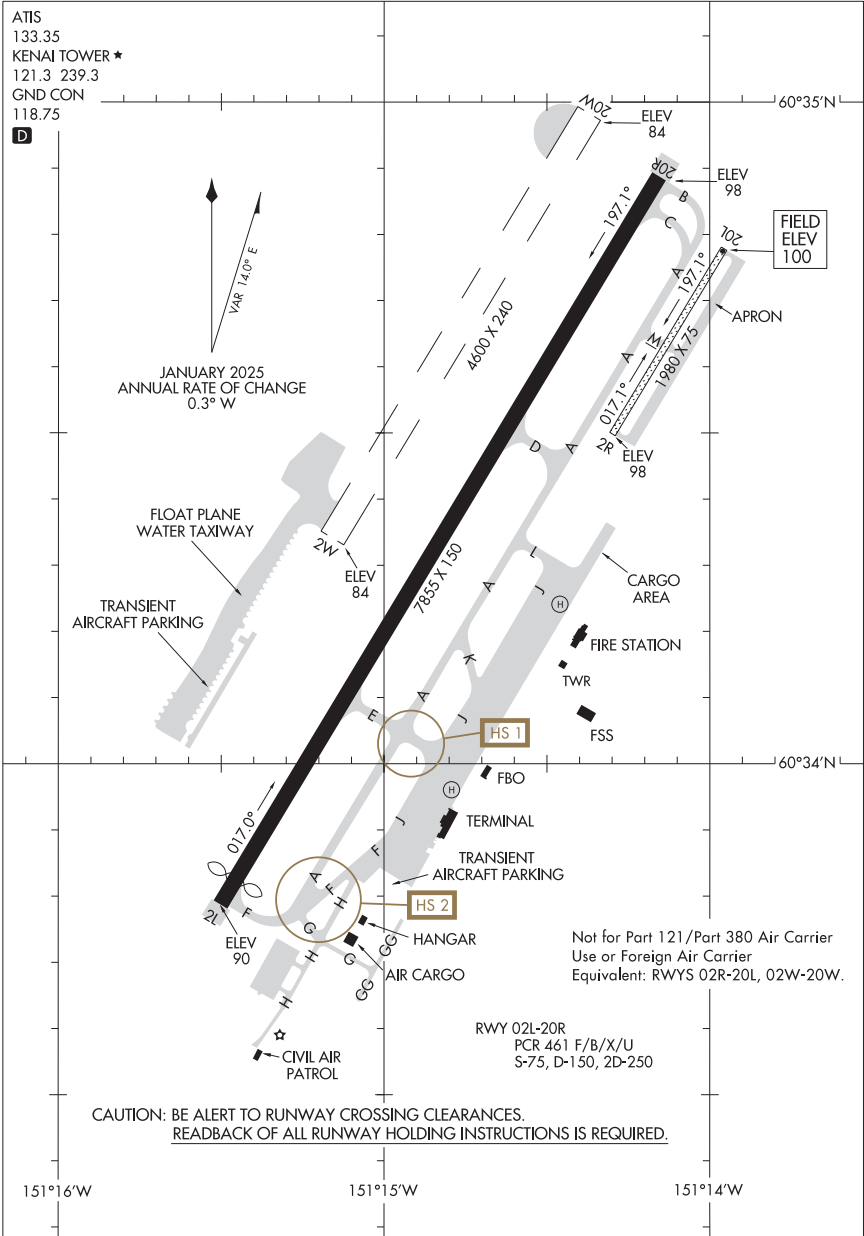 ATIS
133.35
KENAI TOWER ★
121.3 239.3
GND CON
118.75
D
20W
ELEV
84
60°35'N
20R
ELEV
98
B
C
20L
FIELD
ELEV
100
VAR 14.0° E
197.1°
A
197.1°
APRON
4600 X 240
JANUARY 2025
ANNUAL RATE OF CHANGE
0.3° W
A
M
1980 X 75
017.1°
D
A
2R
ELEV
98
FLOAT PLANE
WATER TAXIWAY
2W
ELEV
84
7855 X 150
L
A
J
H
CARGO
AREA
TRANSIENT
AIRCRAFT PARKING
FIRE STATION
K
TWR
A
J
E
FSS
HS 1
60°34'N
FBO
H
017.0°
J
TERMINAL
F
TRANSIENT
AIRCRAFT PARKING
A
F
H
HS 2
2L
F
ELEV
90
G
HANGAR
H
G
GG
AIR CARGO
GG
H
Not for Part 121/Part 380 Air Carrier
Use or Foreign Air Carrier
Equivalent: RWYS 02R-20L, 02W-20W.
RWY 02L-20R
PCR 461 F/B/X/U
S-75, D-150, 2D-250
CIVIL AIR
PATROL
CAUTION: BE ALERT TO RUNWAY CROSSING CLEARANCES.
READBACK OF ALL RUNWAY HOLDING INSTRUCTIONS IS REQUIRED.
151°16'W
151°15'W
151°14'W